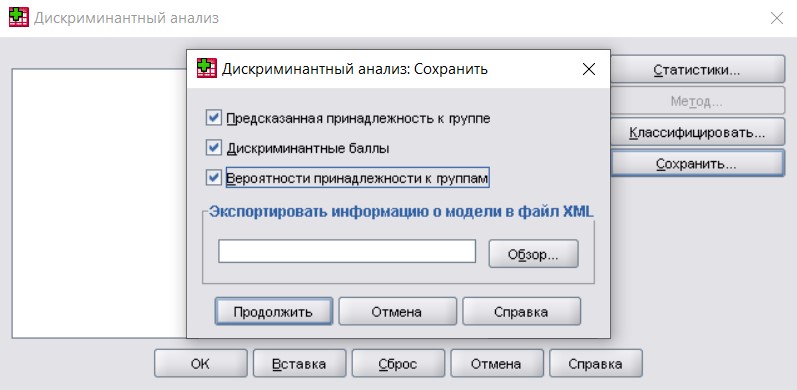 Дискриминантный анализ
Дискриминантный анализ: Сохранить
Статистики...
Предсказанная принадлежность к группе
Метод...
Дискриминантные баллы
Классифицировать...
Вероятности принадлежности к группам
Сохранить...
Экспортировать информацию о модели в файл XML
Обзор...
Продолжить
Отмена
Справка
OK
Вставка
Сброс
Отмена
Справка